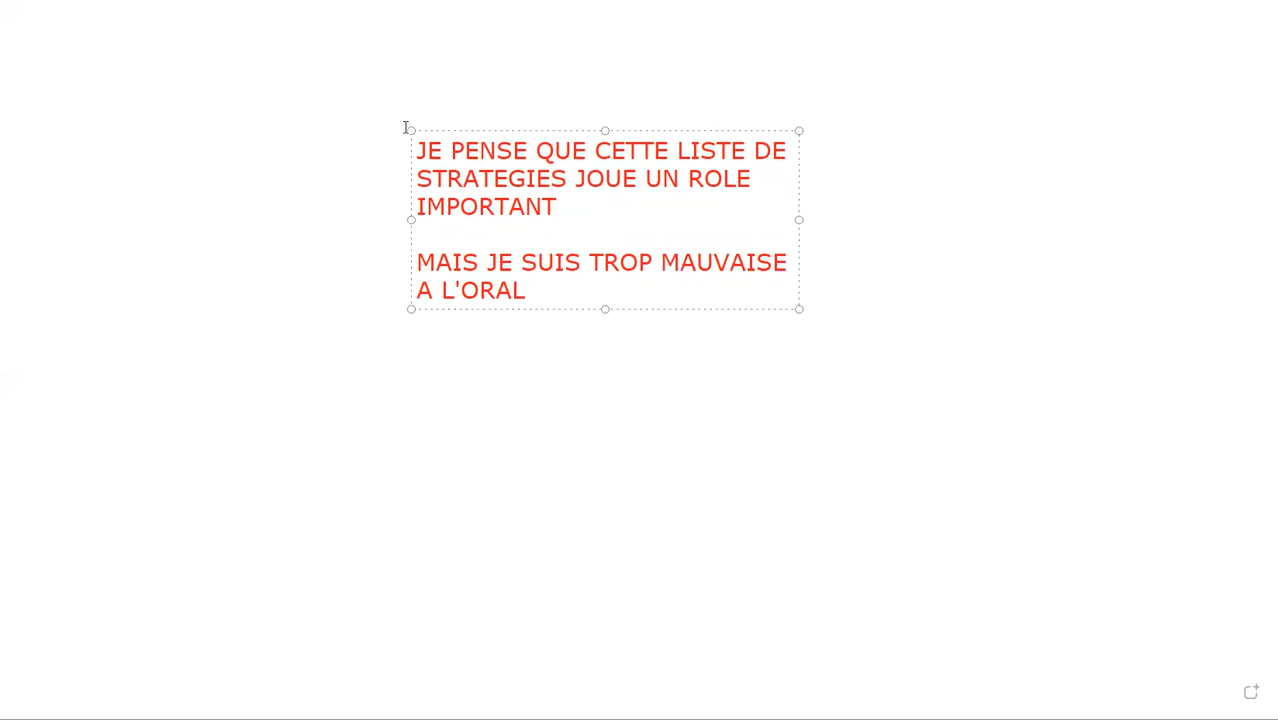 JE PENSE QUE CETTE LISTE DE
STRATEGIES JOUE UN ROLE
IMPORTANT
MAIS JE SUIS TROP MAUVAISE
A L'ORAL